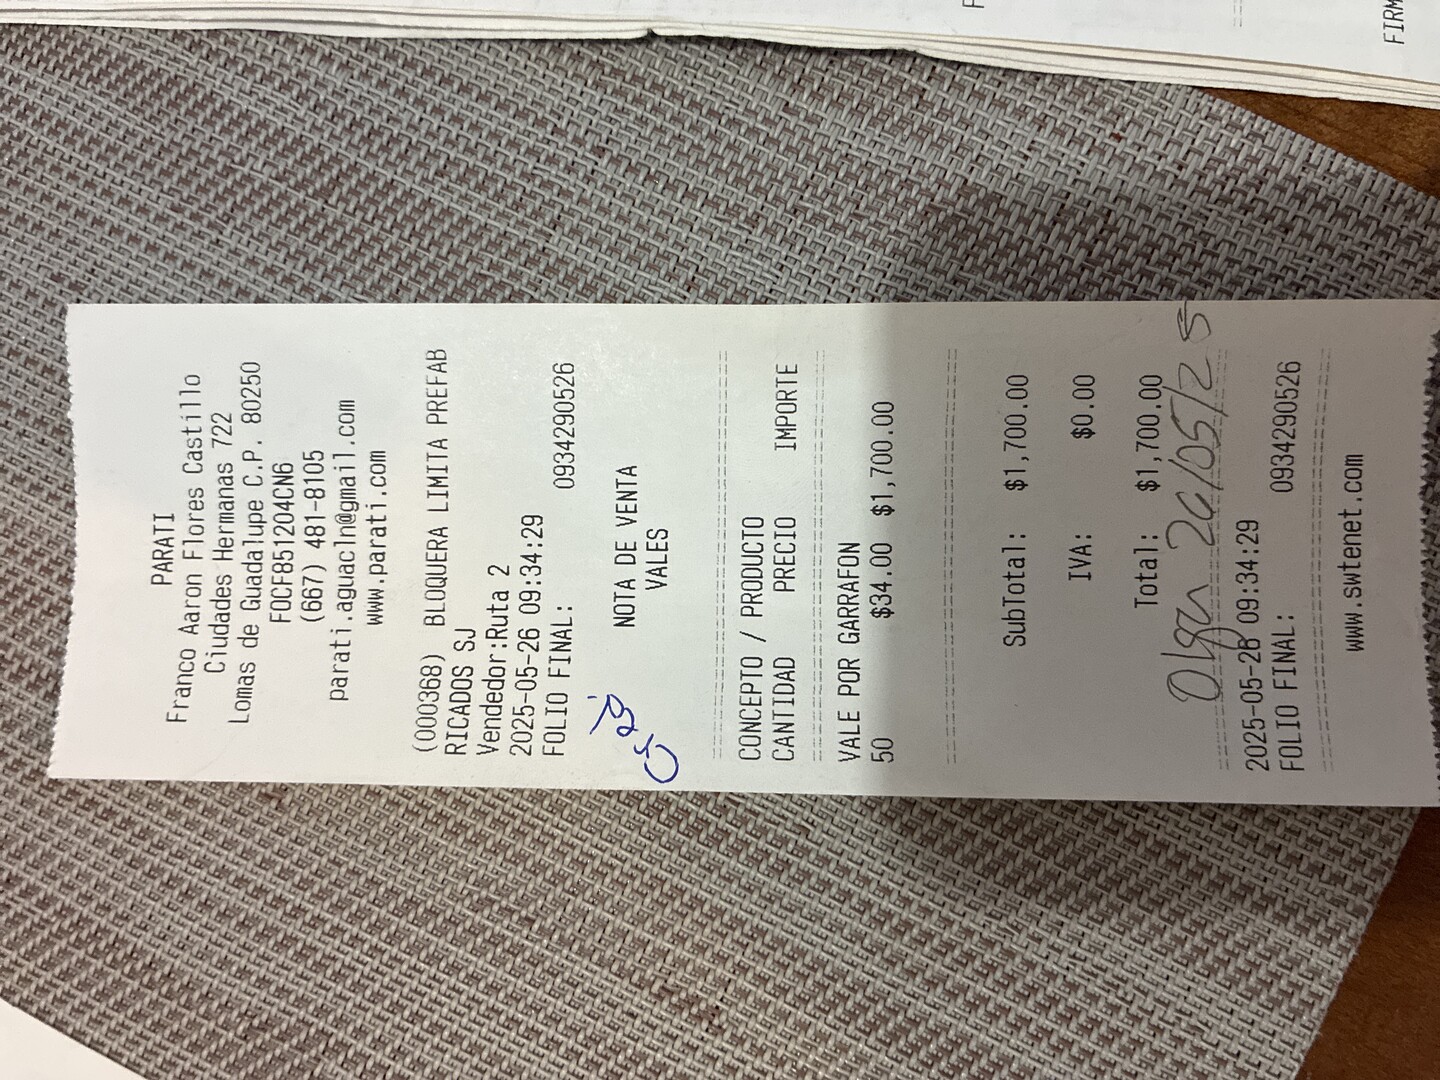 PARATI
Franco Aaron Flores Castillo
Ciudades Hermanas 722
Lomas de Guadalupe C.P. 80250
FOCF851204CN6
(667) 481-8105
parati.aguacln@gmail.com
www.parati.com
(000368) BLOQUERA LIMITA PREFAB
RICADOS SJ
Vendedor:Ruta 2
2025-05-26 09:34:29
FOLIO FINAL: 0934290526
NOTA DE VENTA
VALES
CONCEPTO / PRODUCTO
CANTIDAD PRECIO IMPORTE
VALE POR GARRAFON
50 $34.00 $1,700.00
SubTotal: $1,700.00
IVA: $0.00
Total: $1,700.00
Olga 26/05/25
2025-05-26 09:34:29
FOLIO FINAL: 0934290526
www.swtenet.com
FIRM